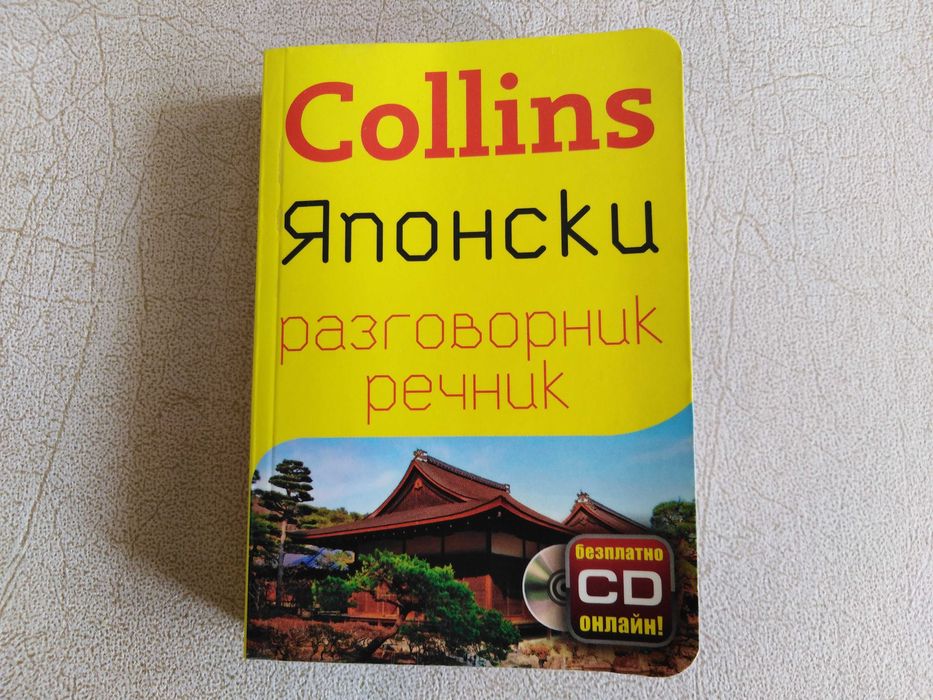 Collins
Японски
разговорник
речник
безплатно
CD
онлайн!